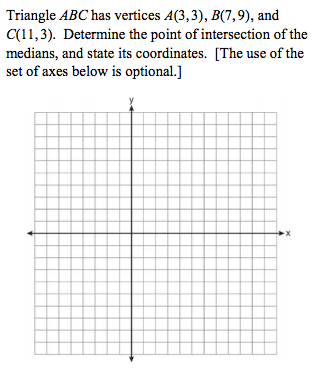 Triangle ABC has vertices A(3,3), B(7,9), and
C(11,3). Determine the point of intersection of the
medians, and state its coordinates. [The use of the
set of axes below is optional.]
y
x